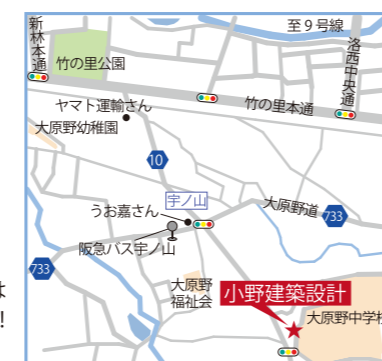 至9号線
新林本通
洛西中央通
竹の里公園
竹の里本通
ヤマト運輸さん
大原野幼稚園
10
宇ノ山
大原野道
733
うお嘉さん
阪急バス宇ノ山
733
は
!
大原野
福祉会
小野建築設計
大原野中学校